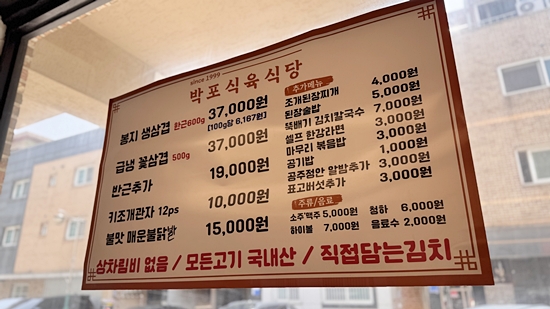 since 1999
박포식육식당
봉지 생삼겹 한근600g 37,000원
[100g당 6,167원]
급냉 꽃삼겹 500g 37,000원
반근추가 19,000원
키조개관자 12ps 10,000원
불맛 매운불닭발 15,000원
추가메뉴
조개된장찌개 4,000원
된장술밥 5,000원
뚝배기 김치칼국수 7,000원
셀프 한강라면 3,000원
마무리 볶음밥 3,000원
공기밥 1,000원
공주정안 알밤추가 3,000원
표고버섯추가 3,000원
주류/음료
소주*맥주 5,000원 청하 6,000원
하이볼 7,000원 음료수 2,000원
상차림비 없음 / 모든고기 국내산 / 직접담는김치